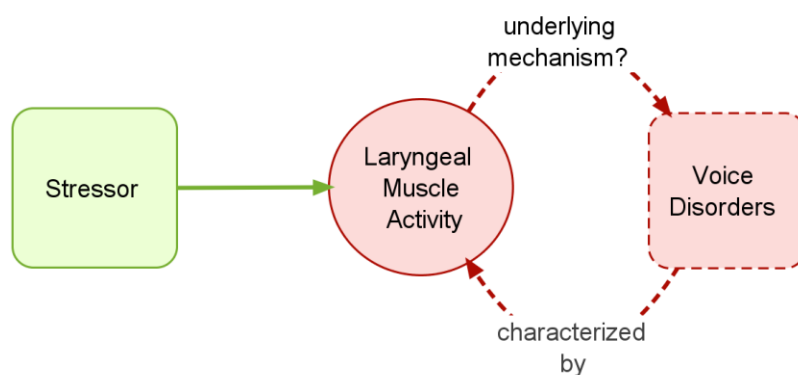 underlying
mechanism?
Stressor
Laryngeal
Muscle
Activity
Voice
Disorders
characterized
by